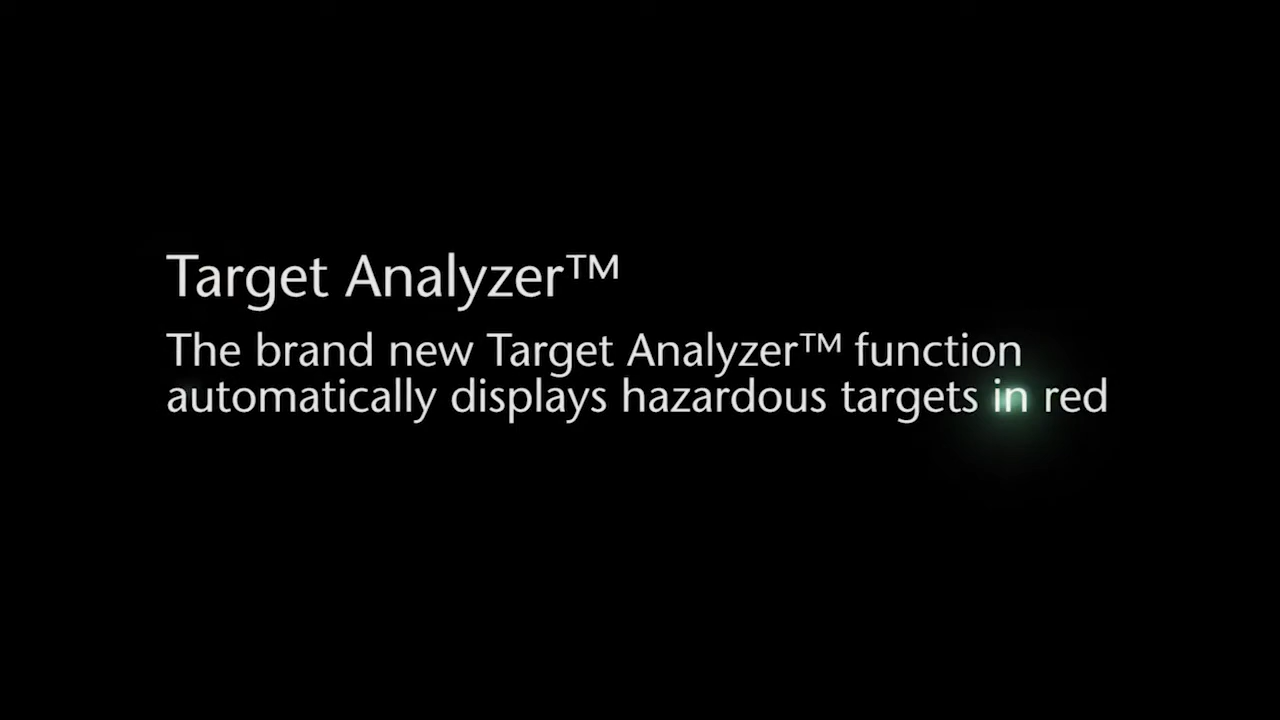 Target Analyzer™
The brand new Target Analyzer™ function
automatically displays hazardous targets in red